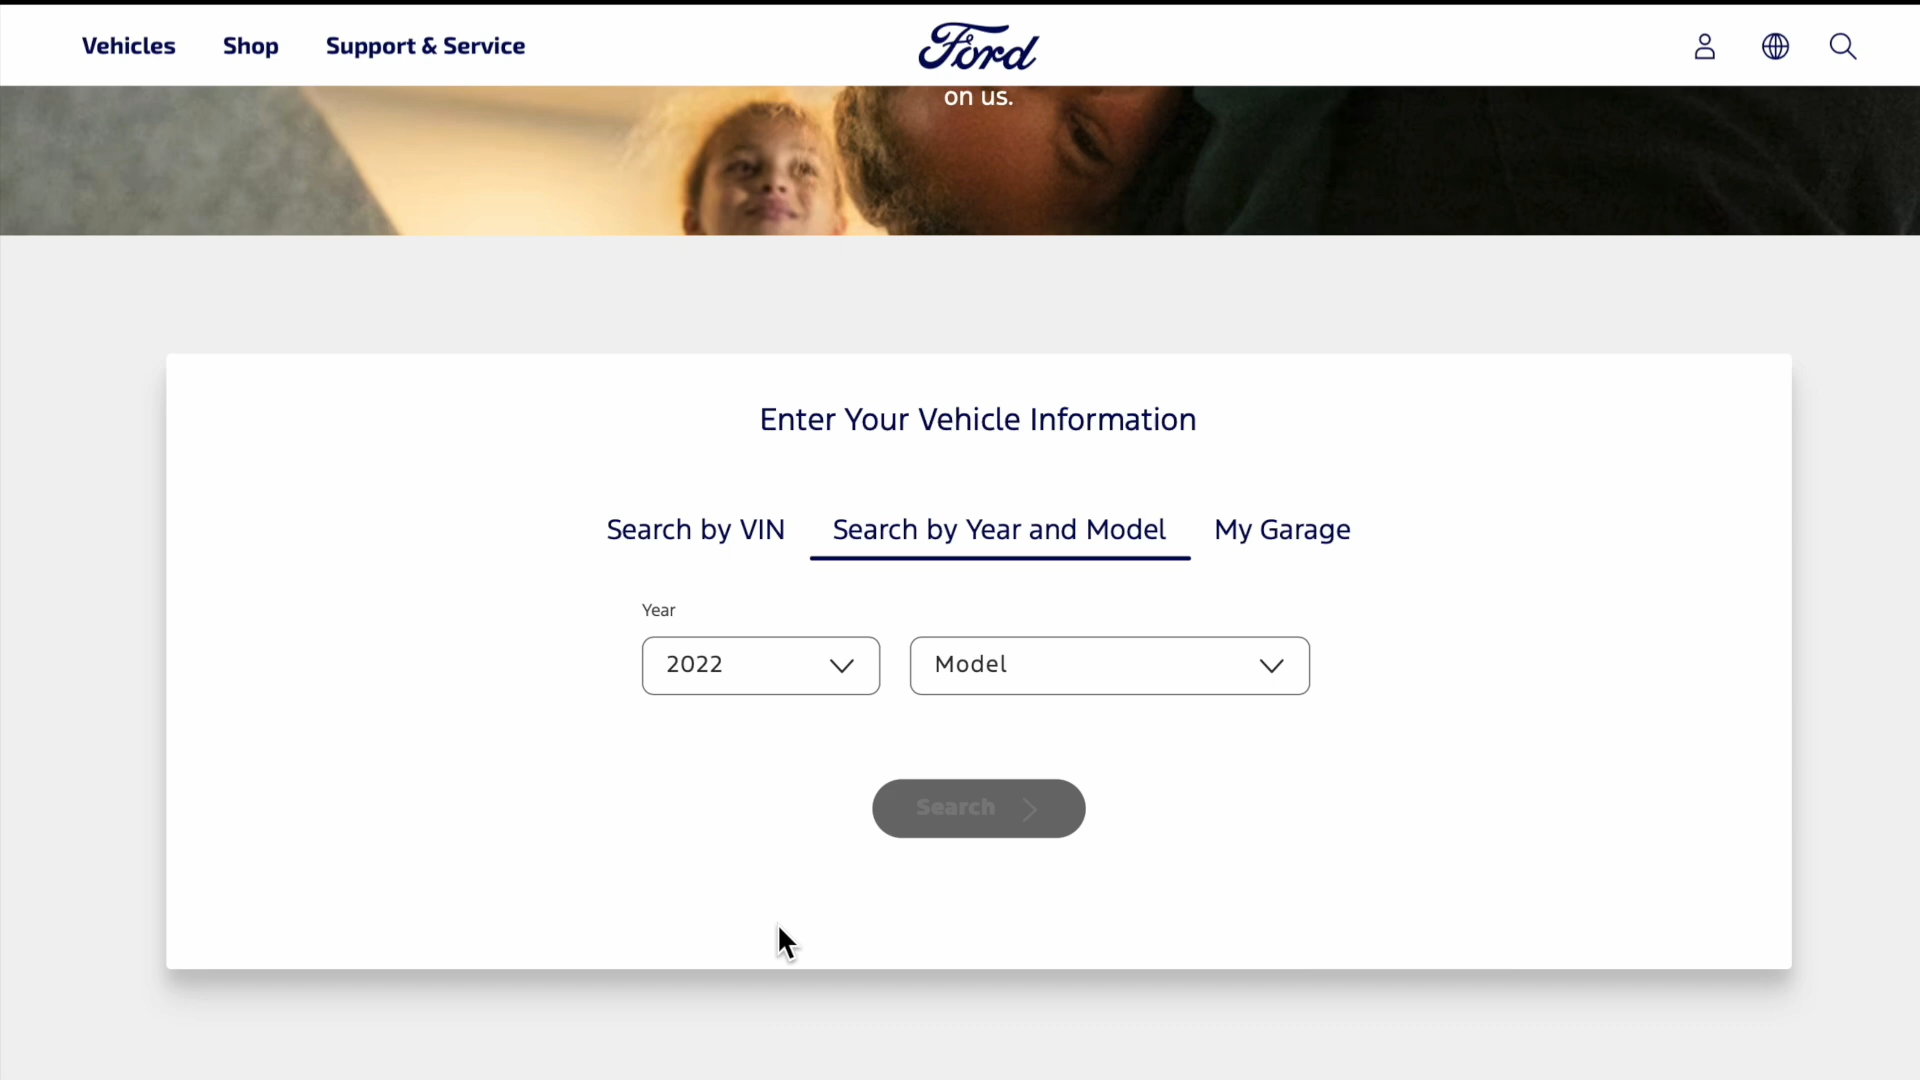 Vehicles
Shop
Support & Service
Ford
on us.
Enter Your Vehicle Information
Search by VIN
Search by Year and Model
My Garage
Year
2022
Model
Search